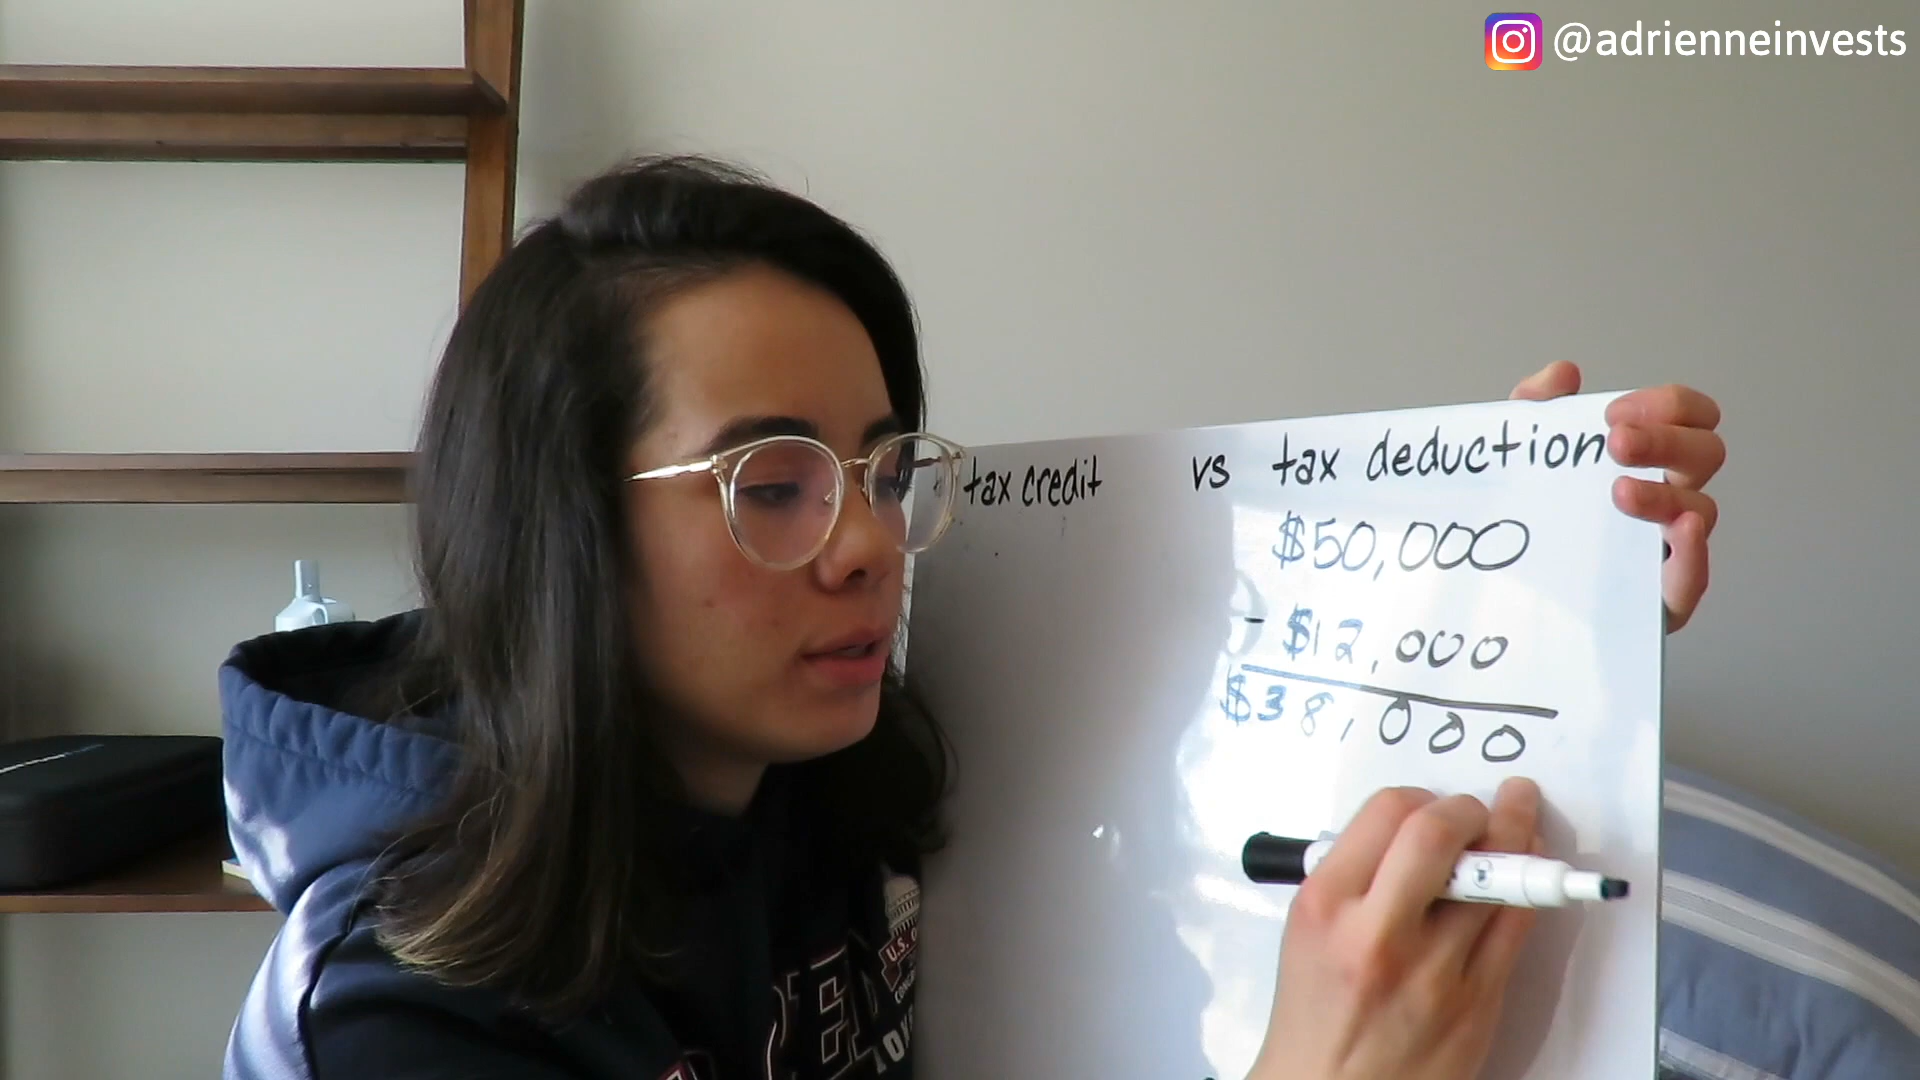 @adrienneinvests
tax credit vs tax deduction
$50,000
- $12,000
$38,000
U.S.